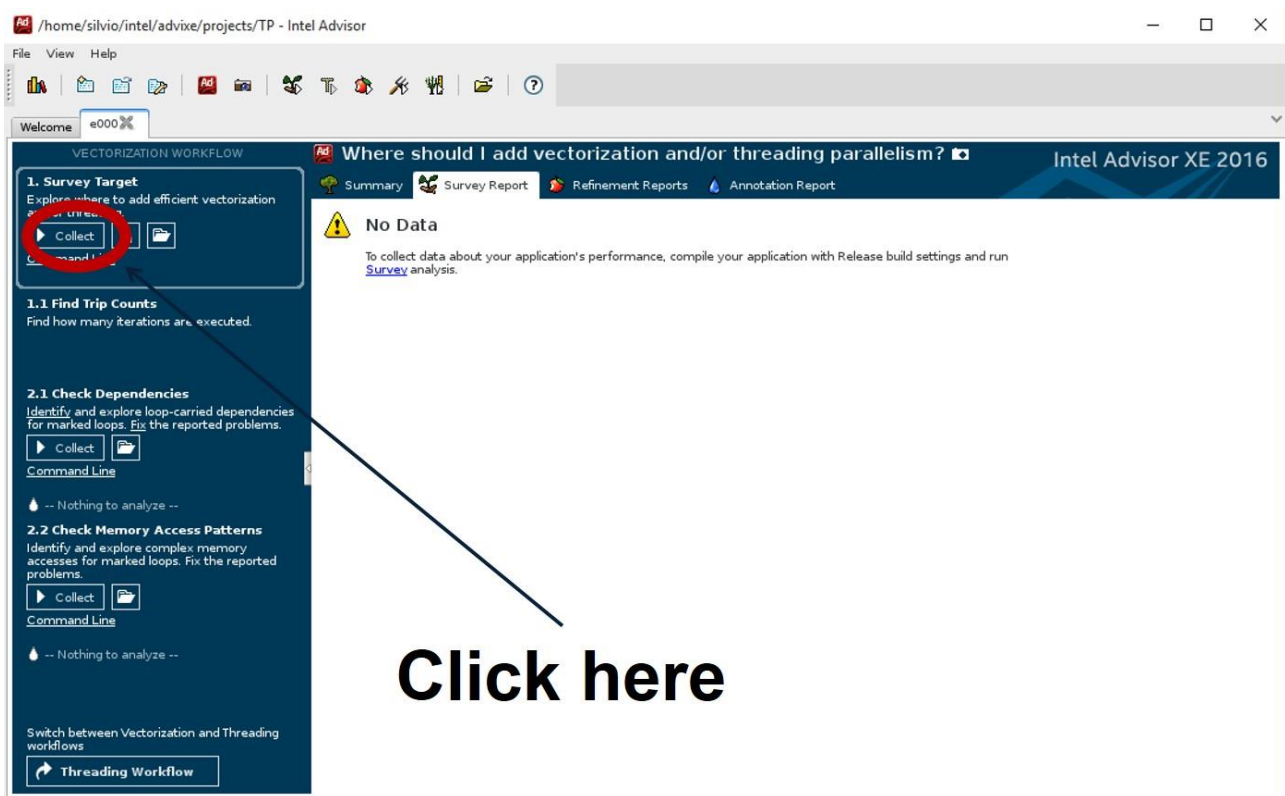 /home/silvio/intel/advixe/projects/TP - Intel Advisor
File View Help
Welcome e000
VECTORIZATION WORKFLOW
Where should I add vectorization and/or threading parallelism?
Intel Advisor XE 2016
Summary Survey Report Refinement Reports Annotation Report
1. Survey Target
Explore where to add efficient vectorization
threading.
Collect
Command Line
No Data
To collect data about your application's performance, compile your application with Release build settings and run
Survey analysis.
1.1 Find Trip Counts
Find how many iterations are executed.
2.1 Check Dependencies
Identify and explore loop-carried dependencies
for marked loops. Fix the reported problems.
Collect
Command Line
-- Nothing to analyze --
2.2 Check Memory Access Patterns
Identify and explore complex memory
accesses for marked loops. Fix the reported
problems.
Collect
Command Line
-- Nothing to analyze --
Click here
Switch between Vectorization and Threading
workflows
Threading Workflow